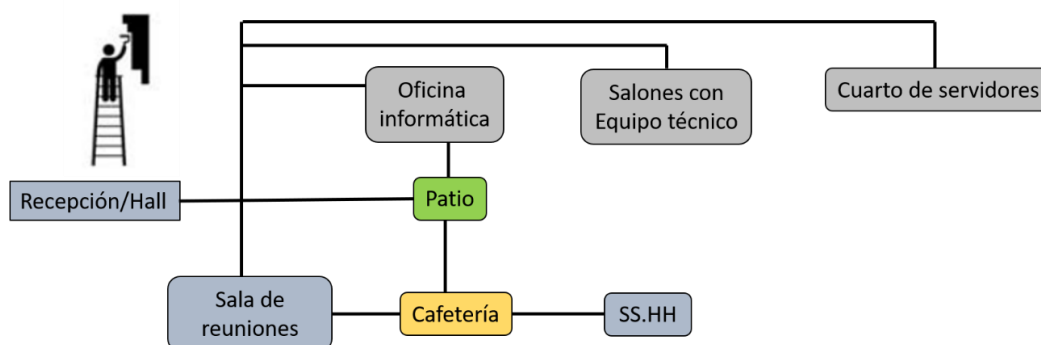 Oficina
informática
Salones con
Equipo técnico
Cuarto de servidores
Recepción/Hall
Patio
Sala de
reuniones
Cafetería
SS.HH